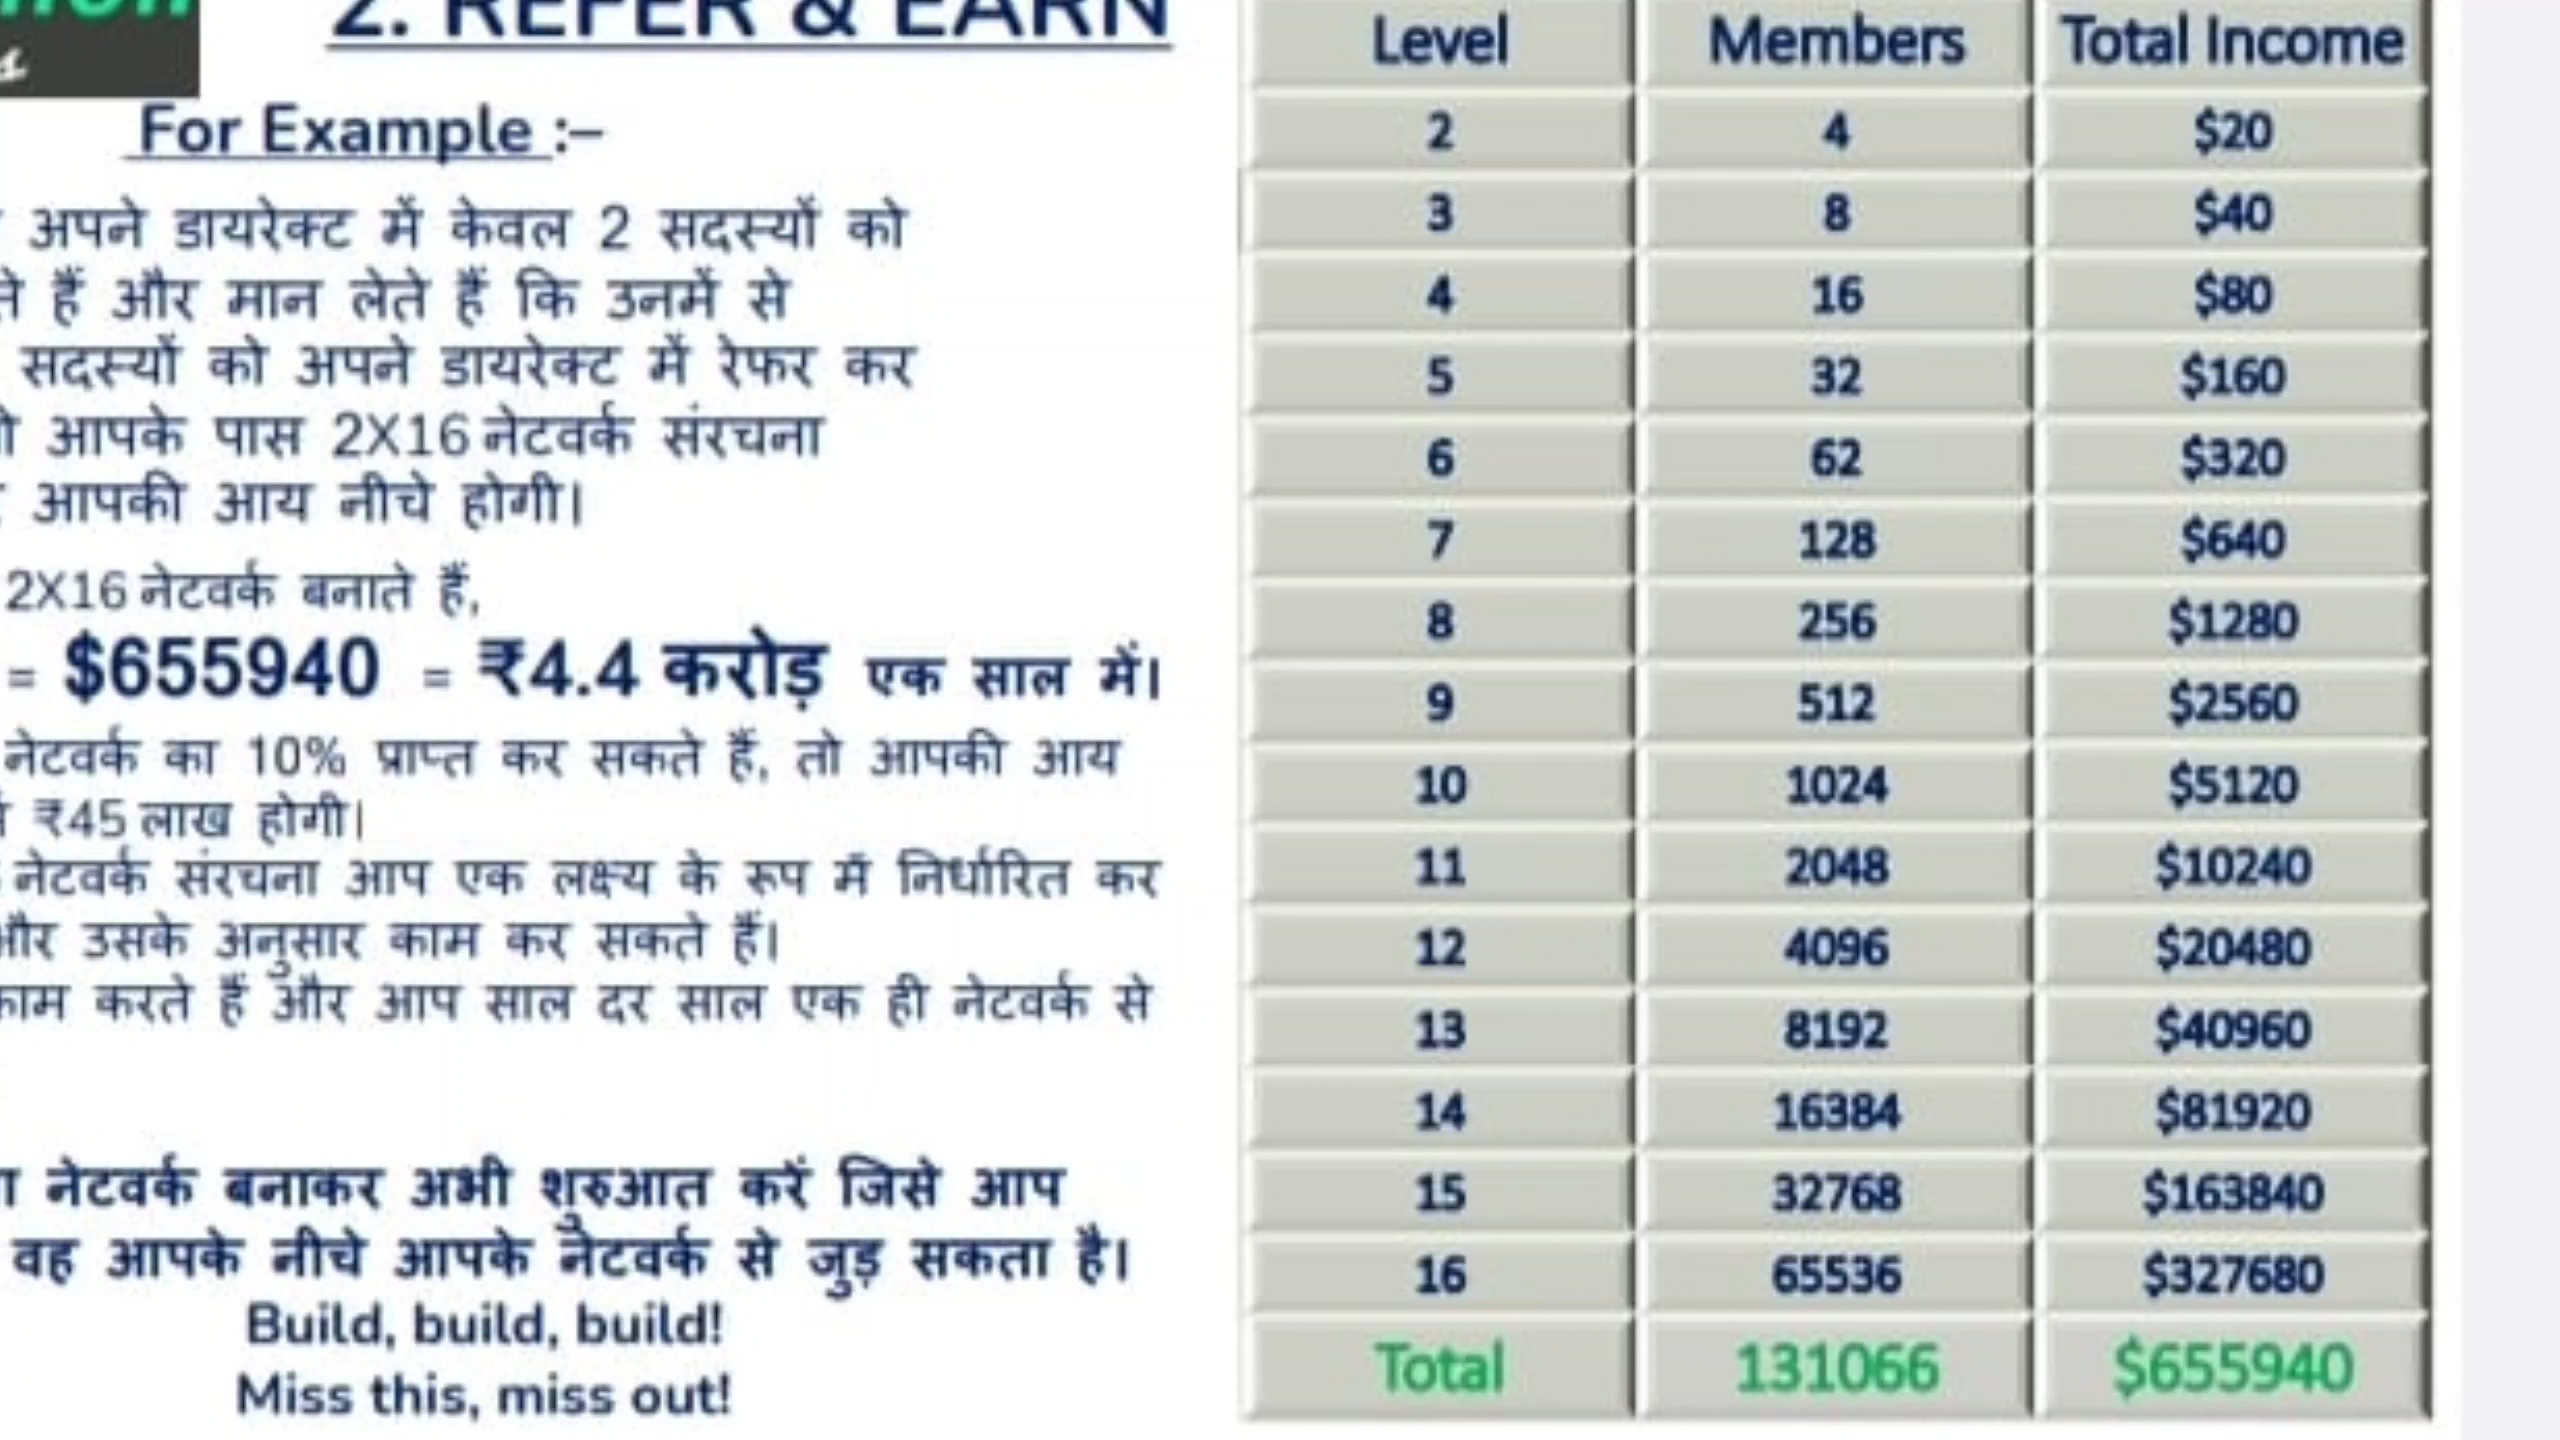 2. REFER & EARN
For Example :–
अपने डायरेक्ट में केवल 2 सदस्यों को
हैं और मान लेते हैं कि उनमें से
सदस्यों को अपने डायरेक्ट में रेफर कर
आपके पास 2X16 नेटवर्क संरचना
आपकी आय नीचे होगी।
2X16 नेटवर्क बनाते हैं,
= $655940 = ₹4.4 करोड़ एक साल में।
नेटवर्क का 10% प्राप्त कर सकते हैं, तो आपकी आय
₹45 लाख होगी।
नेटवर्क संरचना आप एक लक्ष्य के रूप में निर्धारित कर
और उसके अनुसार काम कर सकते हैं।
काम करते हैं और आप साल दर साल एक ही नेटवर्क से
नेटवर्क बनाकर अभी शुरुआत करें जिसे आप
वह आपके नीचे आपके नेटवर्क से जुड़ सकता है।
Build, build, build!
Miss this, miss out!
Level Members Total Income
2 4 $20
3 8 $40
4 16 $80
5 32 $160
6 62 $320
7 128 $640
8 256 $1280
9 512 $2560
10 1024 $5120
11 2048 $10240
12 4096 $20480
13 8192 $40960
14 16384 $81920
15 32768 $163840
16 65536 $327680
Total 131066 $655940